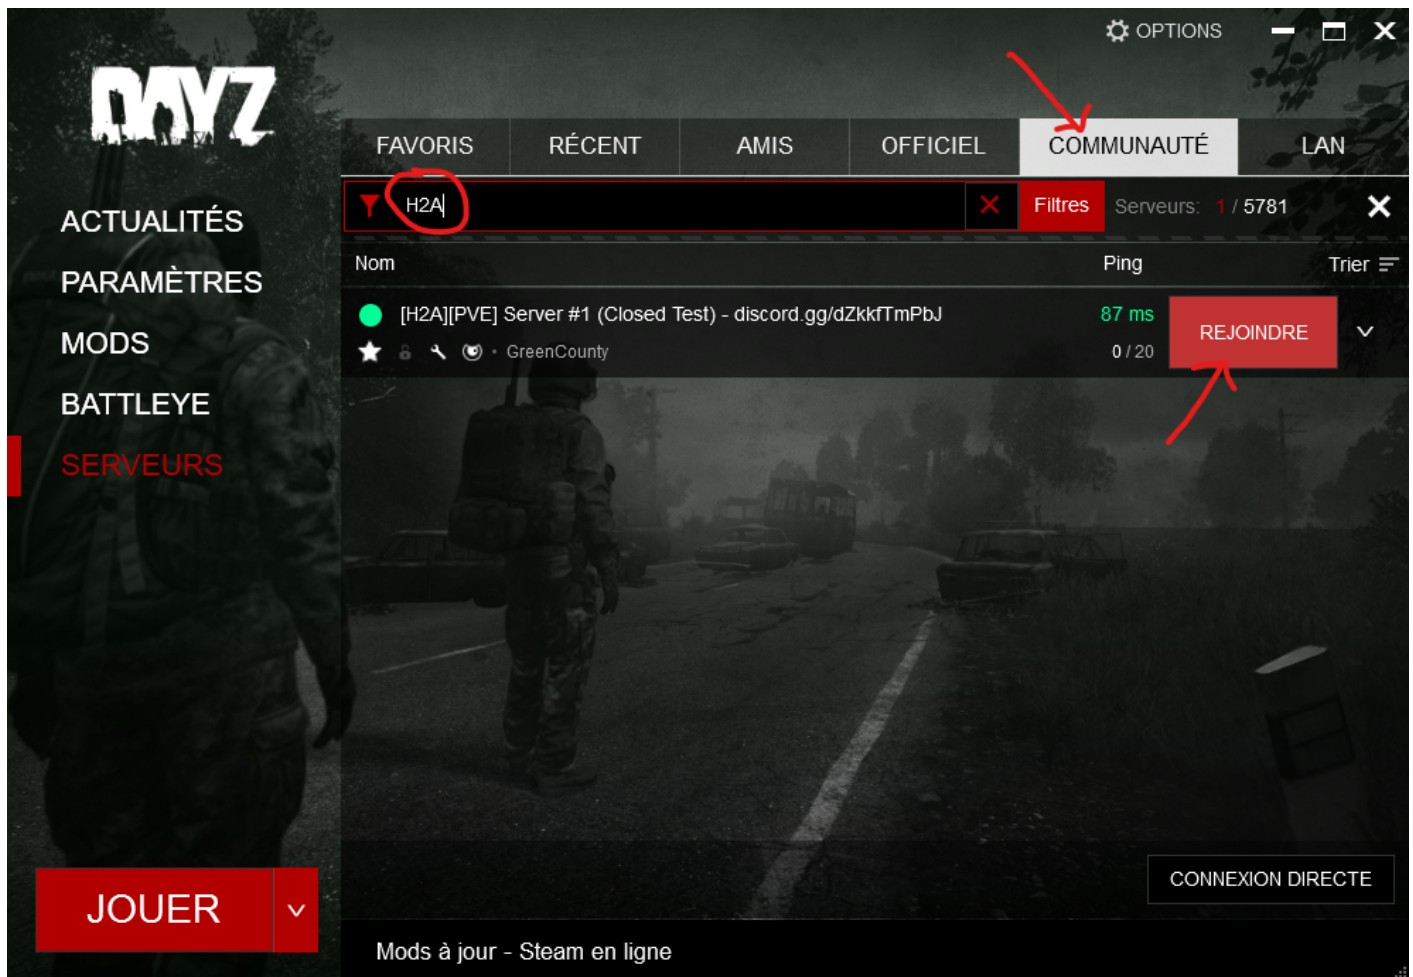 OPTIONS
DAYZ
FAVORIS RÉCENT AMIS OFFICIEL COMMUNAUTÉ LAN
H2A Filtres Serveurs: 1 / 5781
ACTUALITÉS
PARAMÈTRES
MODS
BATTLEYE
SERVEURS
Nom Ping Trier
[H2A][PVE] Server #1 (Closed Test) - discord.gg/dZkkfTmPbJ 87 ms REJOINDRE
GreenCounty 0 / 20
CONNEXION DIRECTE
JOUER
Mods à jour - Steam en ligne